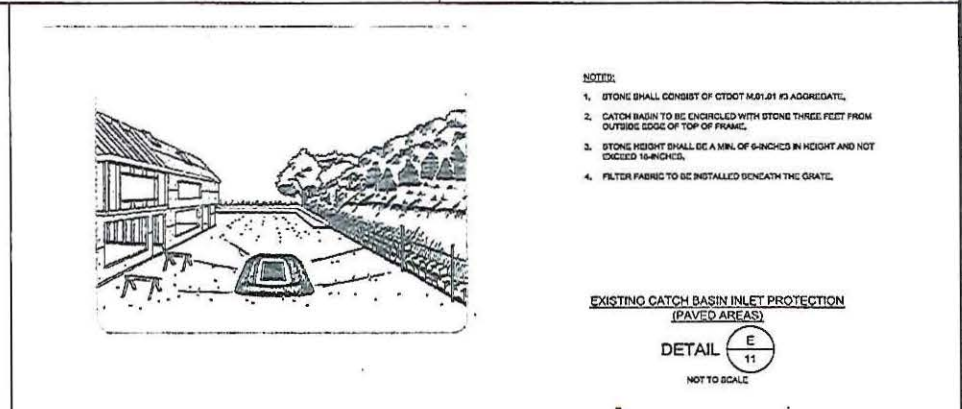 NOTES:
1. STONE SHALL CONSIST OF CTDOT M.01.01 #3 AGGREGATE.
2. CATCH BASIN TO BE ENCIRCLED WITH STONE THREE FEET FROM
OUTSIDE EDGE OF TOP OF FRAME.
3. STONE HEIGHT SHALL BE A MIN. OF 6-INCHES IN HEIGHT AND NOT
EXCEED 18-INCHES.
4. FILTER FABRIC TO BE INSTALLED BENEATH THE GRATE.
EXISTING CATCH BASIN INLET PROTECTION
(PAVED AREAS)
DETAIL E
11
NOT TO SCALE